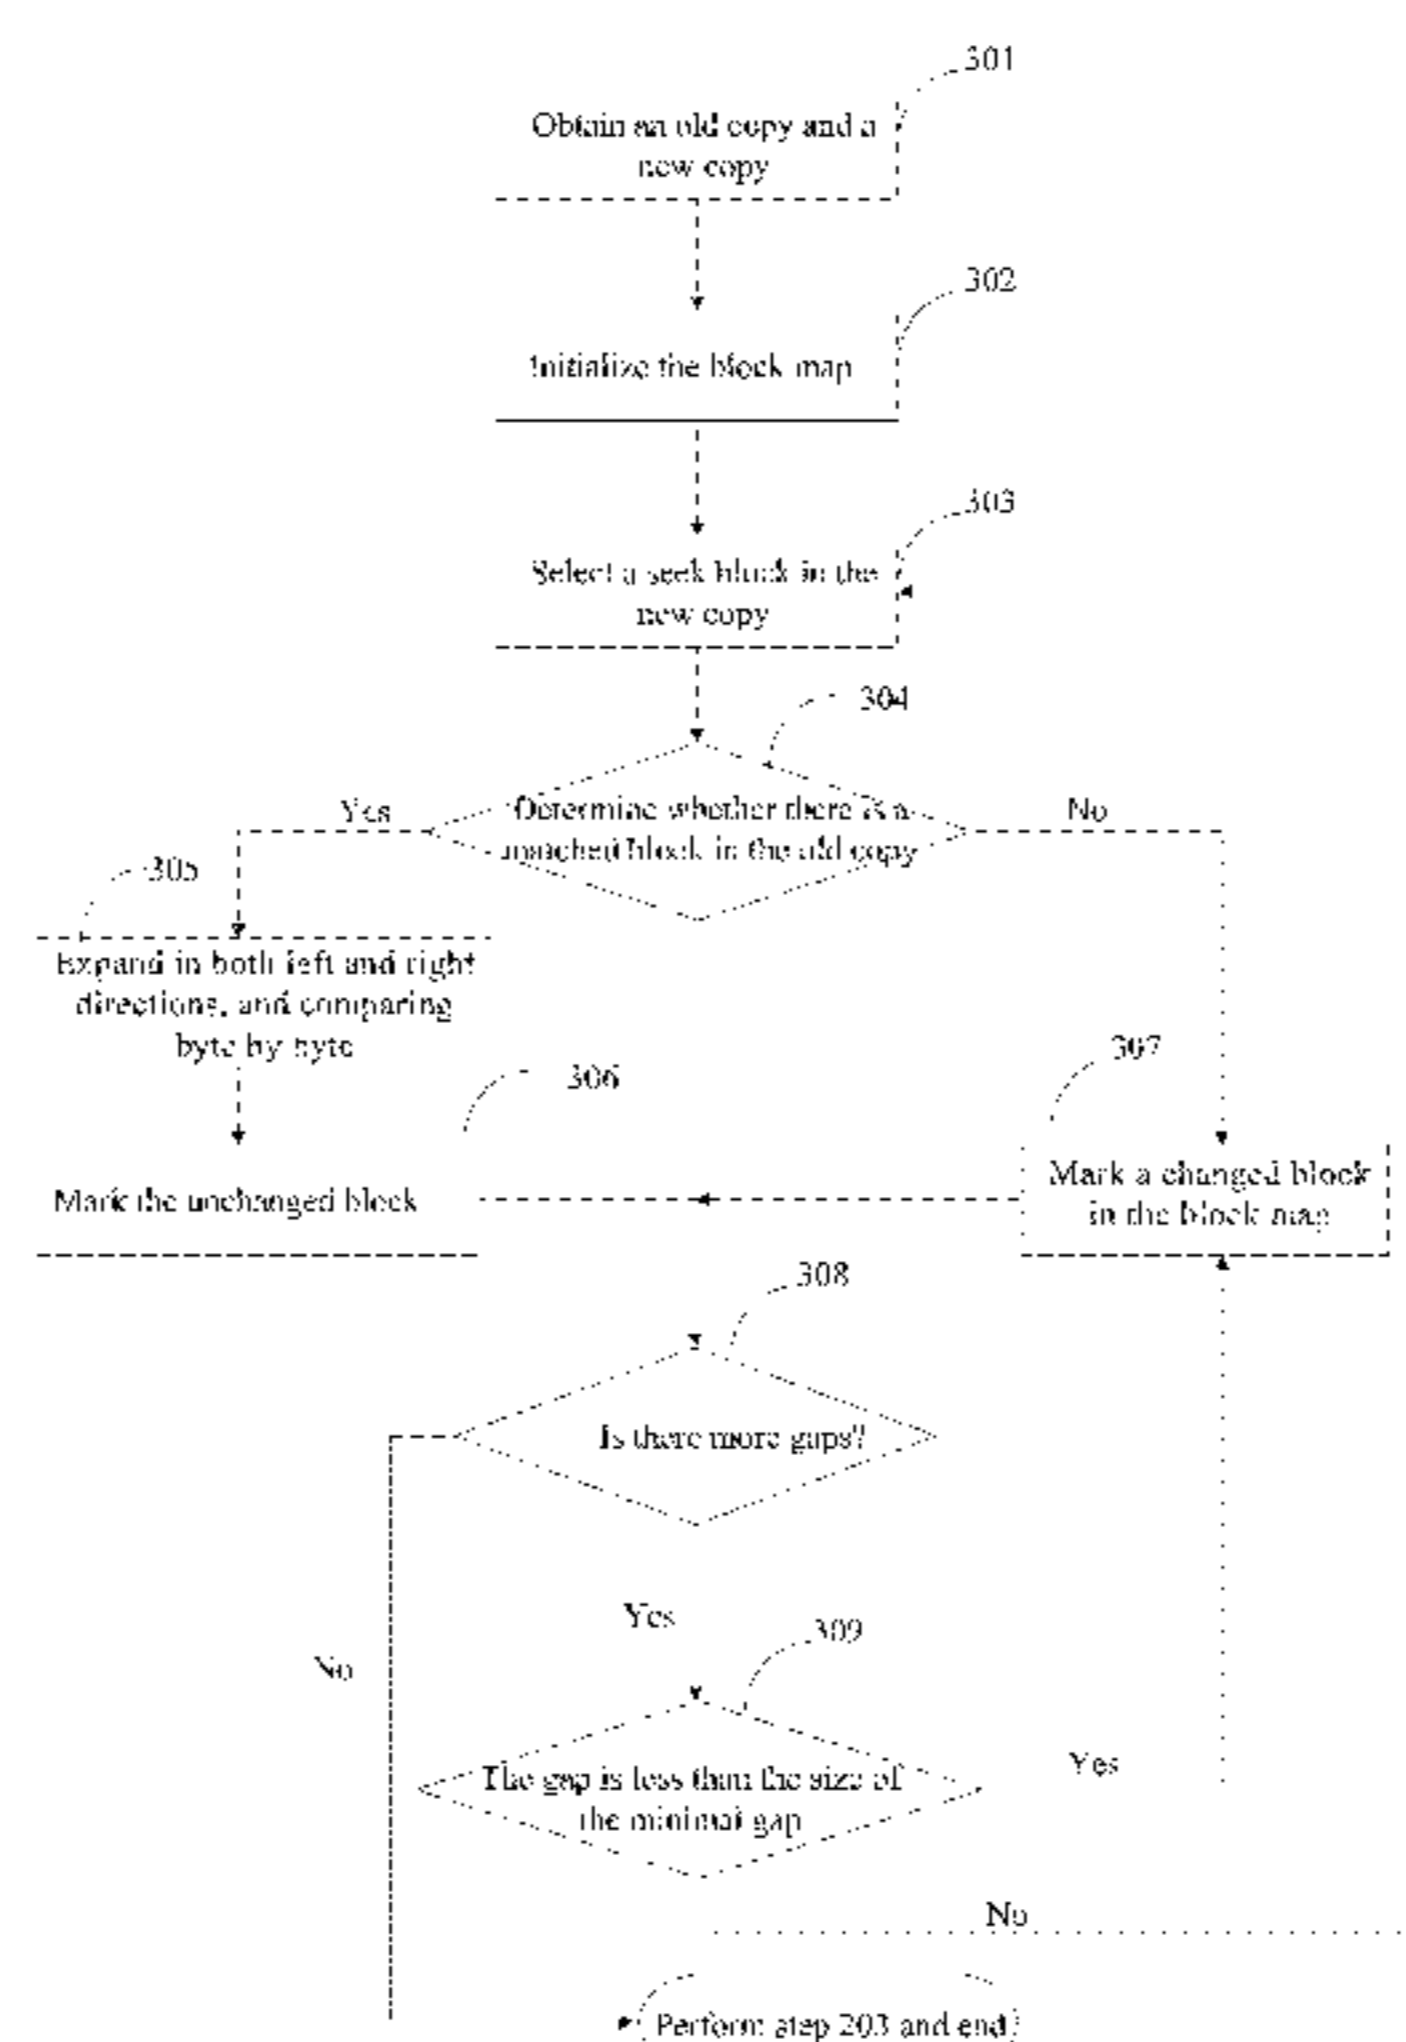 301
Obtain an old copy and a
new copy
302
Initialize the block map
303
Select a seek block in the
new copy
304
Determine whether there is a
matched block in the old copy
Yes
No
305
Expand in both left and right
directions, and comparing
byte by byte
306
Mark the unchanged block
307
Mark a changed block
in the block map
308
Is there more gaps?
Yes
No
309
The gap is less than the size of
the minimal gap
Yes
No
Perform step 203 and end